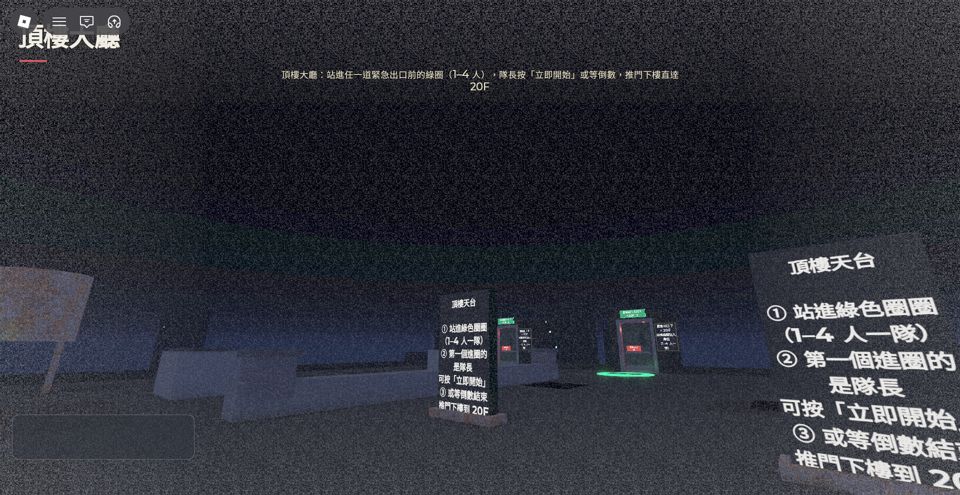 頂樓大廳
頂樓大廳：站進任一道緊急出口前的綠圈（1–4 人），隊長按「立即開始」或等倒數，推門下樓直達
20F
頂樓天台
① 站進綠色圈圈
（1–4 人一隊）
② 第一個進圈的
是隊長
可按「立即開始」
③ 或等倒數結束
推門下樓到 20F
頂樓天台
① 站進綠色圈圈
（1–4 人一隊）
② 第一個進圈的
是隊長
可按「立即開始
③ 或等倒數結
推門下樓到 20